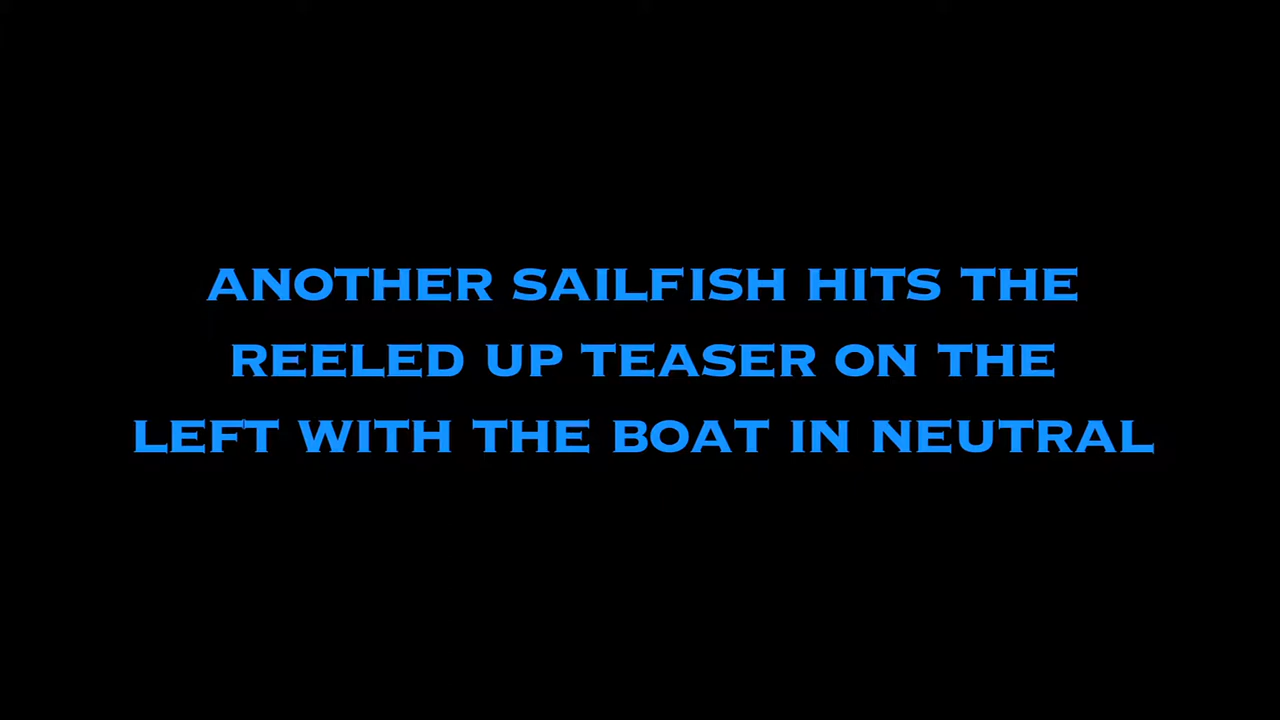 ANOTHER SAILFISH HITS THE
REELED UP TEASER ON THE
LEFT WITH THE BOAT IN NEUTRAL